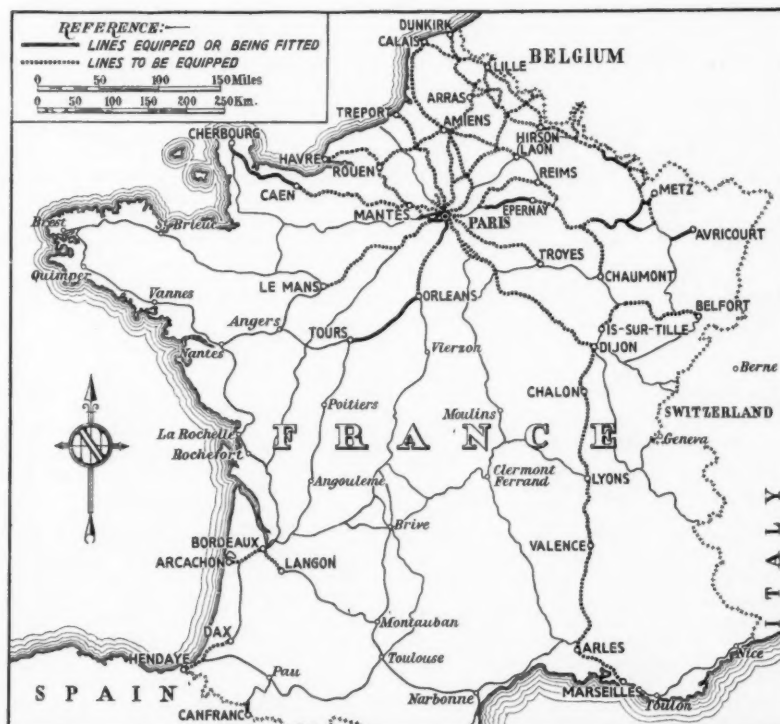 REFERENCE:—
LINES EQUIPPED OR BEING FITTED
LINES TO BE EQUIPPED
0 50 100 150 Miles
0 50 100 150 200 250 Km.
DUNKIRK
CALAIS
LILLE
BELGIUM
ARRAS
TREPORT
AMIENS
CHERBOURG
HIRSON
LAON
HAVRE
ROUEN
REIMS
CAEN
METZ
MANTES
PARIS
EPERNAY
Brest
St Brieuc
AVRICOURT
TROYES
Quimper
CHAUMONT
LE MANS
Vannes
ORLEANS
BELFORT
Angers
IS-SUR-TILLE
TOURS
DIJON
Nantes
Vierzon
Berne
CHALON
Poitiers
Moulins
SWITZERLAND
La Rochelle
FRANCE
Geneva
Rochefort
Clermont
Ferrand
Angouleme
LYONS
Brive
BORDEAUX
VALENCE
ARCACHON
LANGON
ITALY
Montauban
DAX
ARLES
HENDAYE
Toulouse
Nice
Pau
SPAIN
Narbonne
MARSEILLES
Toulon
CANFRANC